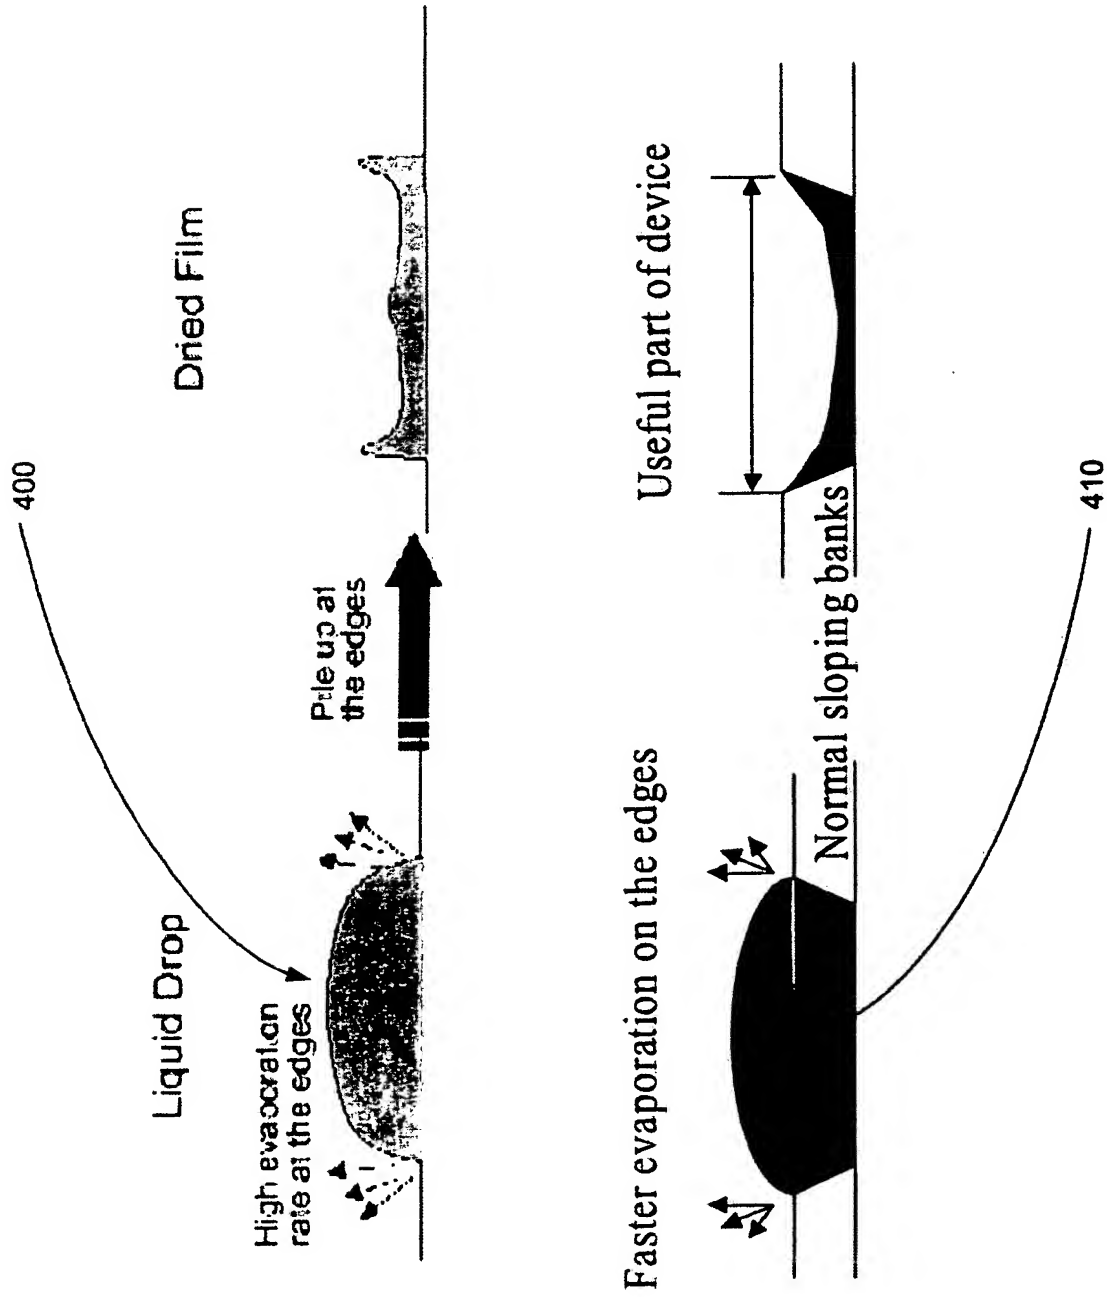 400
Liquid Drop
Dried Film
High evaporation
rate at the edges
Pile up at
the edges
Faster evaporation on the edges
Useful part of device
Normal sloping banks
410